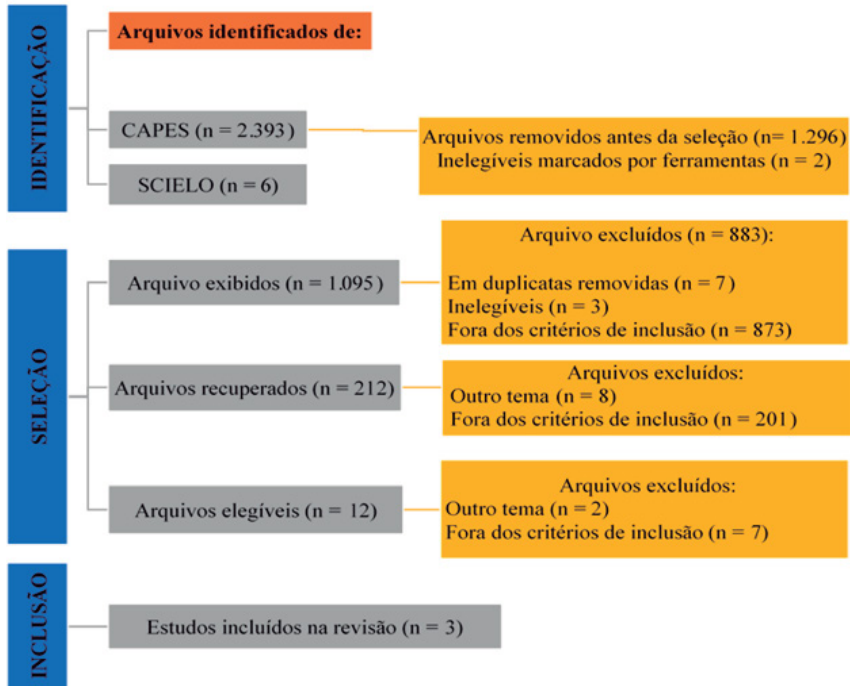 IDENTIFICAÇÃO
Arquivos identificados de:
CAPES (n = 2.393)
Arquivos removidos antes da seleção (n= 1.296)
Inelegíveis marcados por ferramentas (n = 2)
SCIELO (n = 6)
SELEÇÃO
Arquivo exibidos (n = 1.095)
Arquivo excluídos (n = 883):
Em duplicatas removidas (n = 7)
Inelegíveis (n = 3)
Fora dos critérios de inclusão (n = 873)
Arquivos recuperados (n = 212)
Arquivos excluídos:
Outro tema (n = 8)
Fora dos critérios de inclusão (n = 201)
Arquivos elegíveis (n = 12)
Arquivos excluídos:
Outro tema (n = 2)
Fora dos critérios de inclusão (n = 7)
INCLUSÃO
Estudos incluídos na revisão (n = 3)